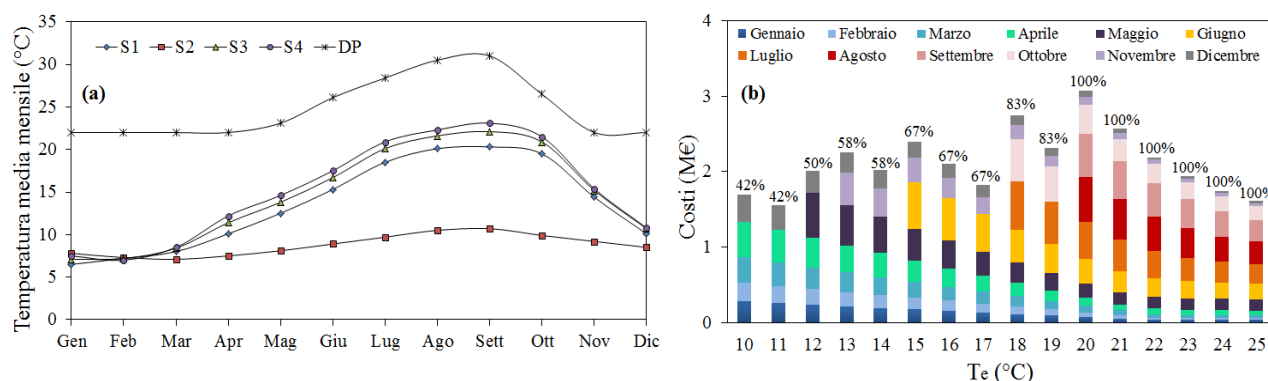 35
30
25
20
15
10
5
0
Temperatura media mensile (°C)
S1 S2 S3 S4 DP
(a)
Gen Feb Mar Apr Mag Giu Lug Ago Sett Ott Nov Dic
4
3
2
1
0
Costi (M€)
Gennaio Febbraio Marzo Aprile Maggio Giugno
Luglio Agosto Settembre Ottobre Novembre Dicembre
(b)
42% 42% 50% 58% 58% 67% 67% 67% 83% 83% 100% 100% 100% 100% 100% 100%
10 11 12 13 14 15 16 17 18 19 20 21 22 23 24 25
Te (°C)